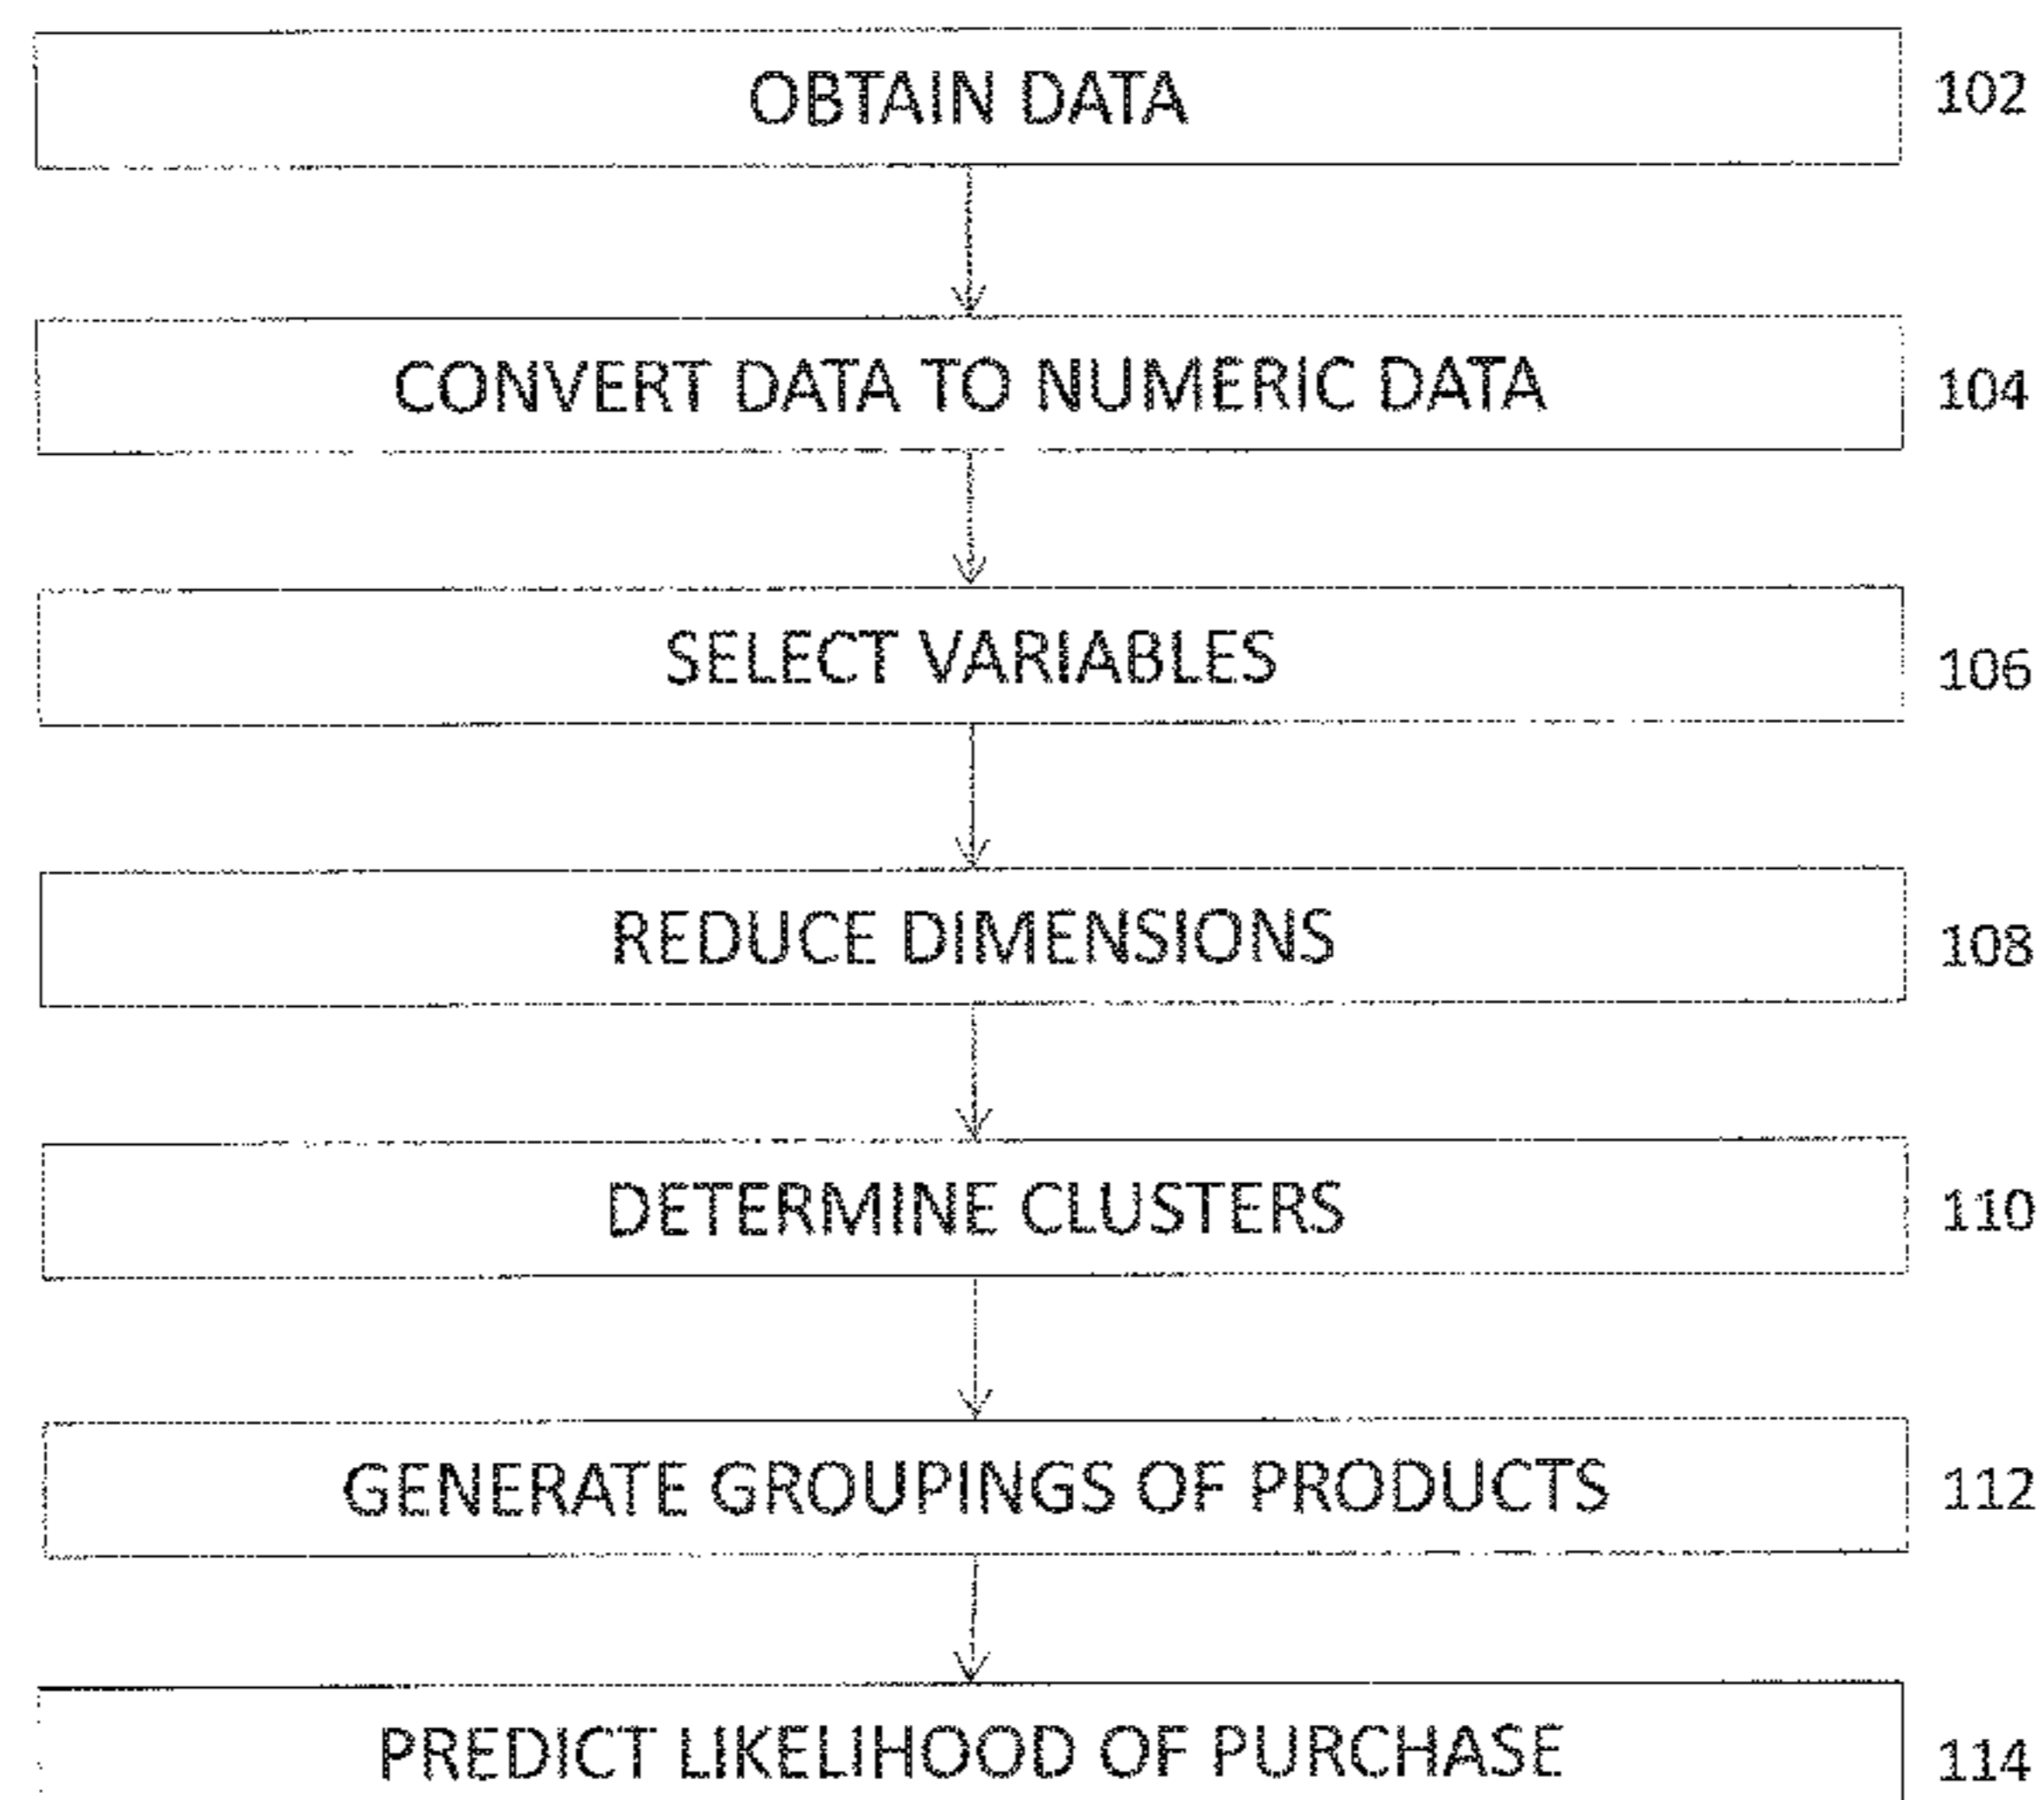 OBTAIN DATA 102
CONVERT DATA TO NUMERIC DATA 104
SELECT VARIABLES 106
REDUCE DIMENSIONS 108
DETERMINE CLUSTERS 110
GENERATE GROUPINGS OF PRODUCTS 112
PREDICT LIKELIHOOD OF PURCHASE 114